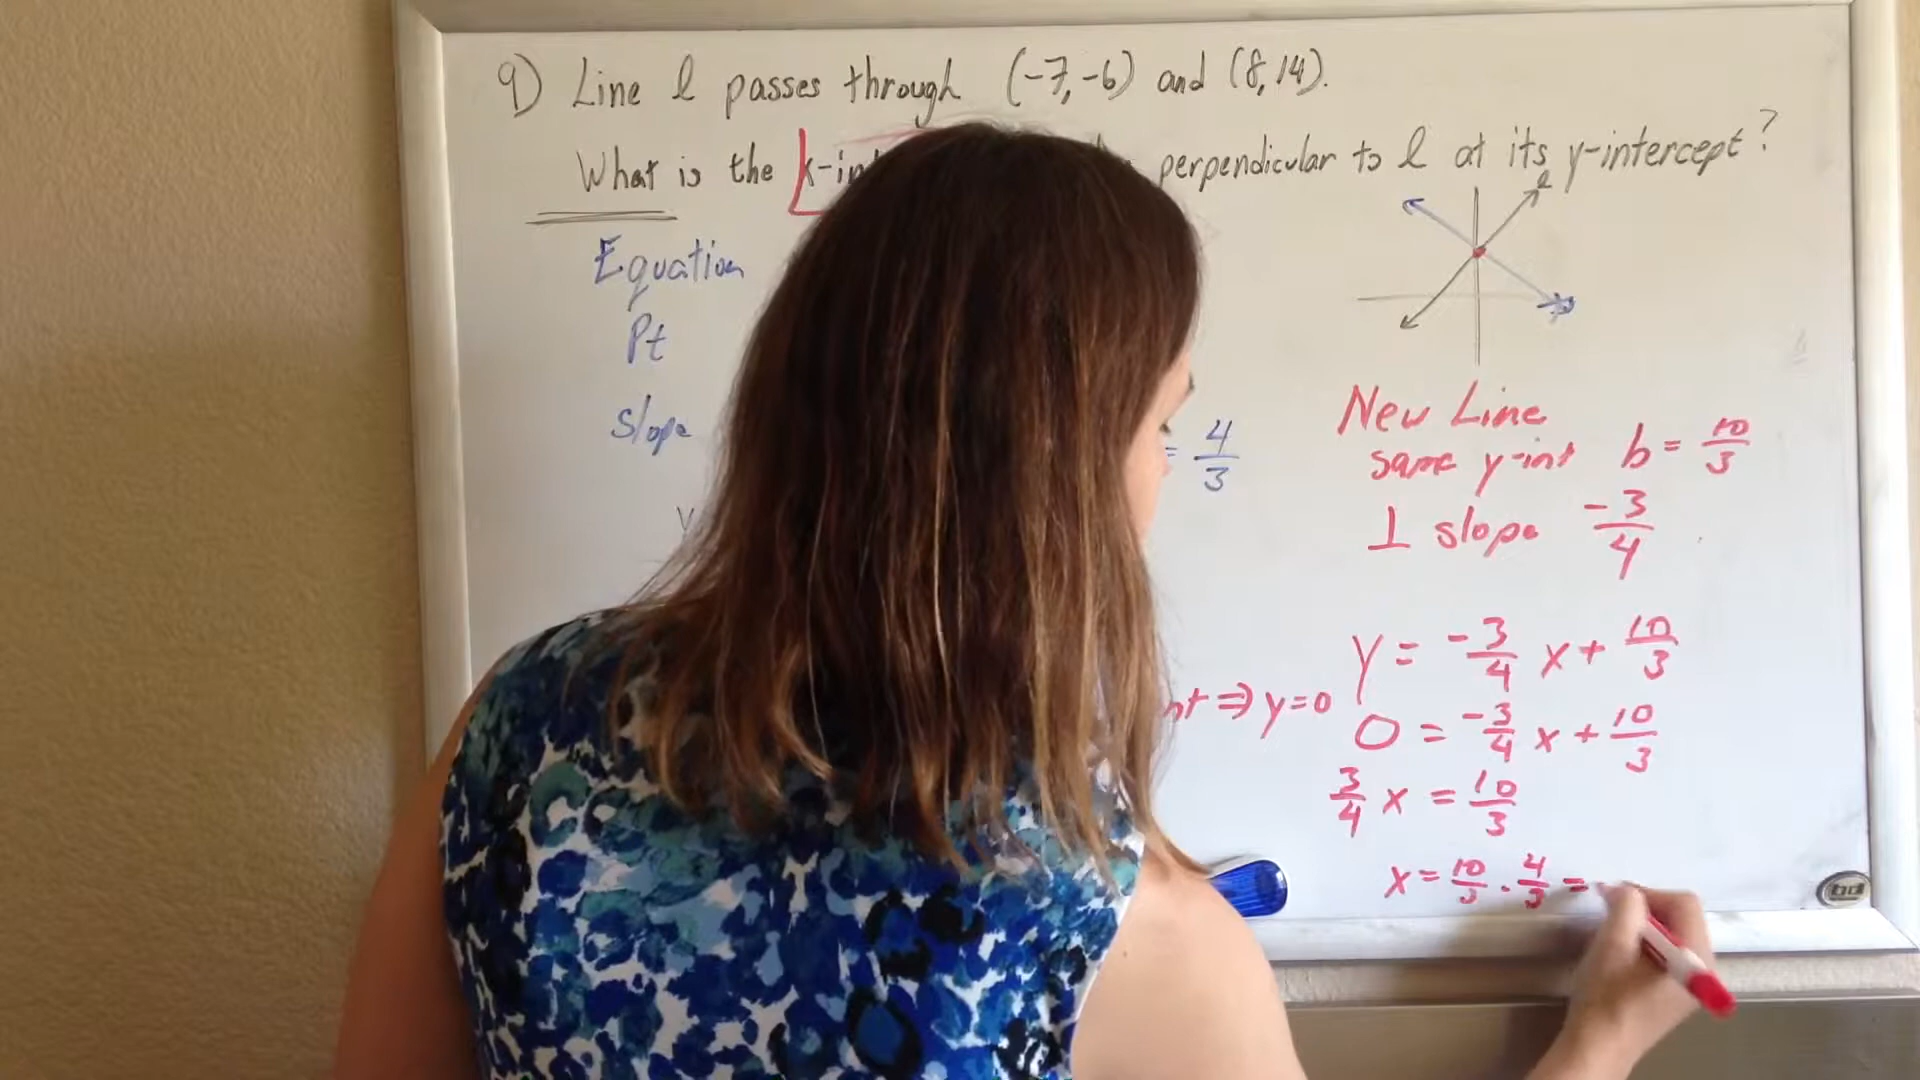 9) Line l passes through (-7,-6) and (8,14).
What is the x-in perpendicular to l at its y-intercept?
l
Equation
Pt
Slope = 4/3
New Line
same y-int b = 10/3
⊥ slope -3/4
y = -3/4 x + 10/3
nt ⇒ y=0 0 = -3/4 x + 10/3
3/4 x = 10/3
x = 10/3 · 4/3 =